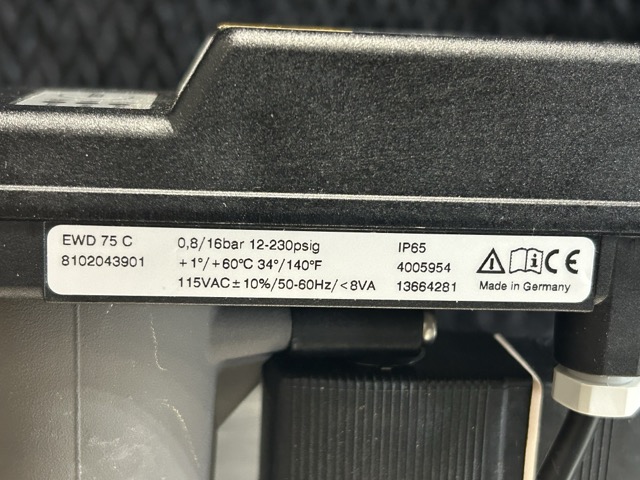 EWD 75 C
8102043901
0,8/16bar 12-230psig
+1°/+60°C 34°/140°F
115VAC±10%/50-60Hz/<8VA
IP65
4005954
13664281
CE
Made in Germany